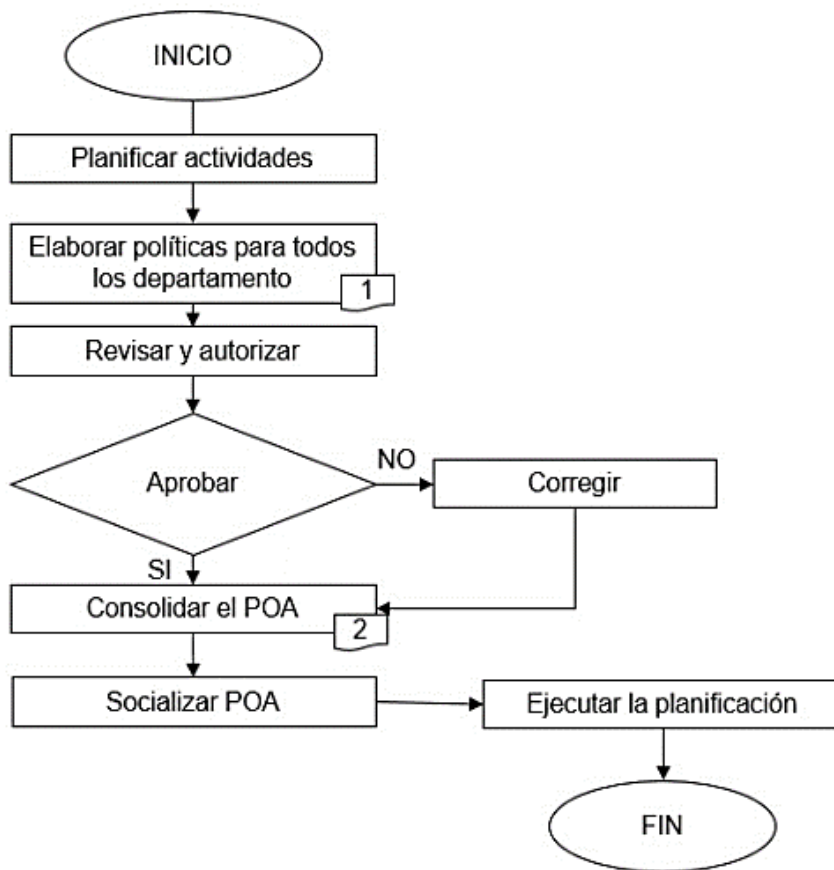 INICIO
Planificar actividades
Elaborar políticas para todos
los departamento
1
Revisar y autorizar
Aprobar
NO
Corregir
SI
Consolidar el POA
2
Socializar POA
Ejecutar la planificación
FIN